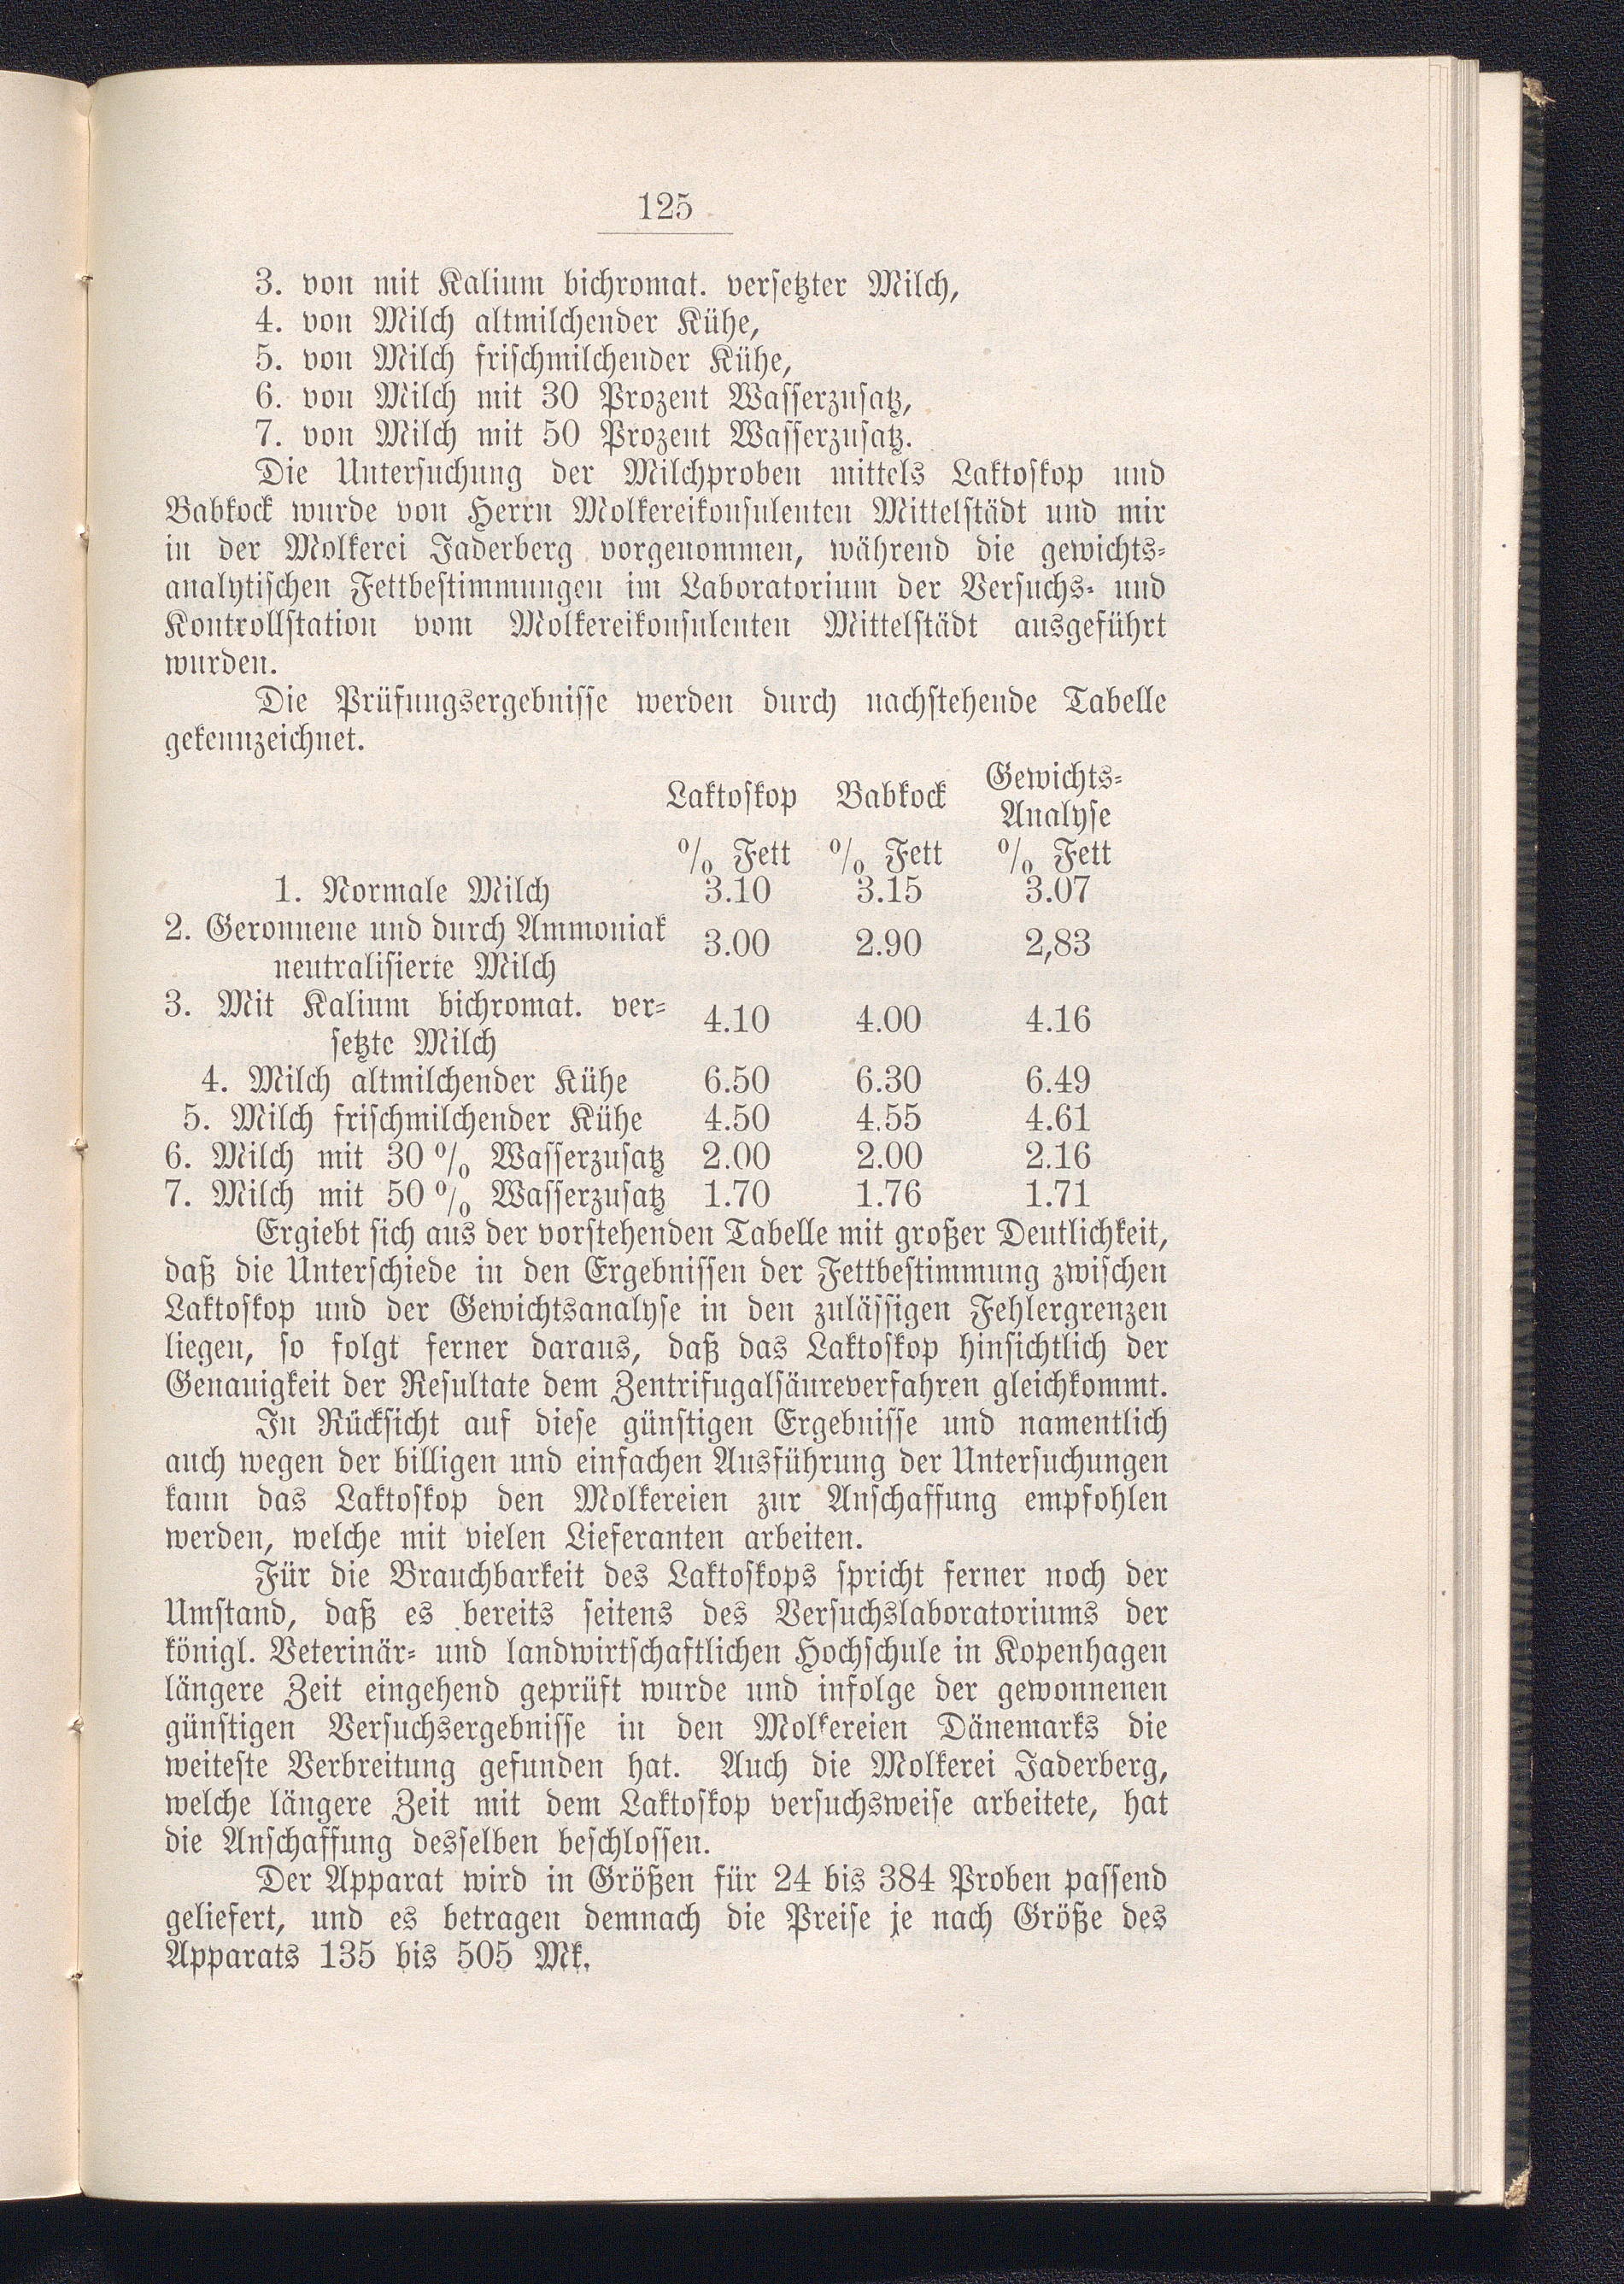 125
3. von mit Kalium bichromat. versetzter Milch,
4. von Milch altmilchender Kühe,
5. von Milch frischmilchender Kühe,
6. von Milch mit 30 Prozent Wasserzusatz,
7. von Milch mit 50 Prozent Wasserzusatz.
Die Untersuchung der Milchproben mittels Laktoskop und
Babkock wurde von Herrn Molkereikonsulenten Mittelstädt und mir
in der Molkerei Jaderberg vorgenommen, während die gewichts-
analytischen Fettbestimmungen im Laboratorium der Versuchs- und
Kontrollstation vom Molkereikonsulenten Mittelstädt ausgeführt
wurden.
Die Prüfungsergebnisse werden durch nachstehende Tabelle
gekennzeichnet.
Laktoskop Babkock Gewichts-
Analyse
% Fett % Fett % Fett
1. Normale Milch 3.10 3.15 3.07
2. Geronnene und durch Ammoniak
neutralisierte Milch 3.00 2.90 2,83
3. Mit Kalium bichromat. ver-
setzte Milch 4.10 4.00 4.16
4. Milch altmilchender Kühe 6.50 6.30 6.49
5. Milch frischmilchender Kühe 4.50 4.55 4.61
6. Milch mit 30 % Wasserzusatz 2.00 2.00 2.16
7. Milch mit 50 % Wasserzusatz 1.70 1.76 1.71
Ergiebt sich aus der vorstehenden Tabelle mit großer Deutlichkeit,
daß die Unterschiede in den Ergebnissen der Fettbestimmung zwischen
Laktoskop und der Gewichtsanalyse in den zulässigen Fehlergrenzen
liegen, so folgt ferner daraus, daß das Laktoskop hinsichtlich der
Genauigkeit der Resultate dem Zentrifugalsäureverfahren gleichkommt.
In Rücksicht auf diese günstigen Ergebnisse und namentlich
auch wegen der billigen und einfachen Ausführung der Untersuchungen
kann das Laktoskop den Molkereien zur Anschaffung empfohlen
werden, welche mit vielen Lieferanten arbeiten.
Für die Brauchbarkeit des Laktoskops spricht ferner noch der
Umstand, daß es bereits seitens des Versuchslaboratoriums der
königl. Veterinär- und landwirtschaftlichen Hochschule in Kopenhagen
längere Zeit eingehend geprüft wurde und infolge der gewonnenen
günstigen Versuchsergebnisse in den Molkereien Dänemarks die
weiteste Verbreitung gefunden hat. Auch die Molkerei Jaderberg,
welche längere Zeit mit dem Laktoskop versuchsweise arbeitete, hat
die Anschaffung desselben beschlossen.
Der Apparat wird in Größen für 24 bis 384 Proben passend
geliefert, und es betragen demnach die Preise je nach Größe des
Apparats 135 bis 505 Mk.